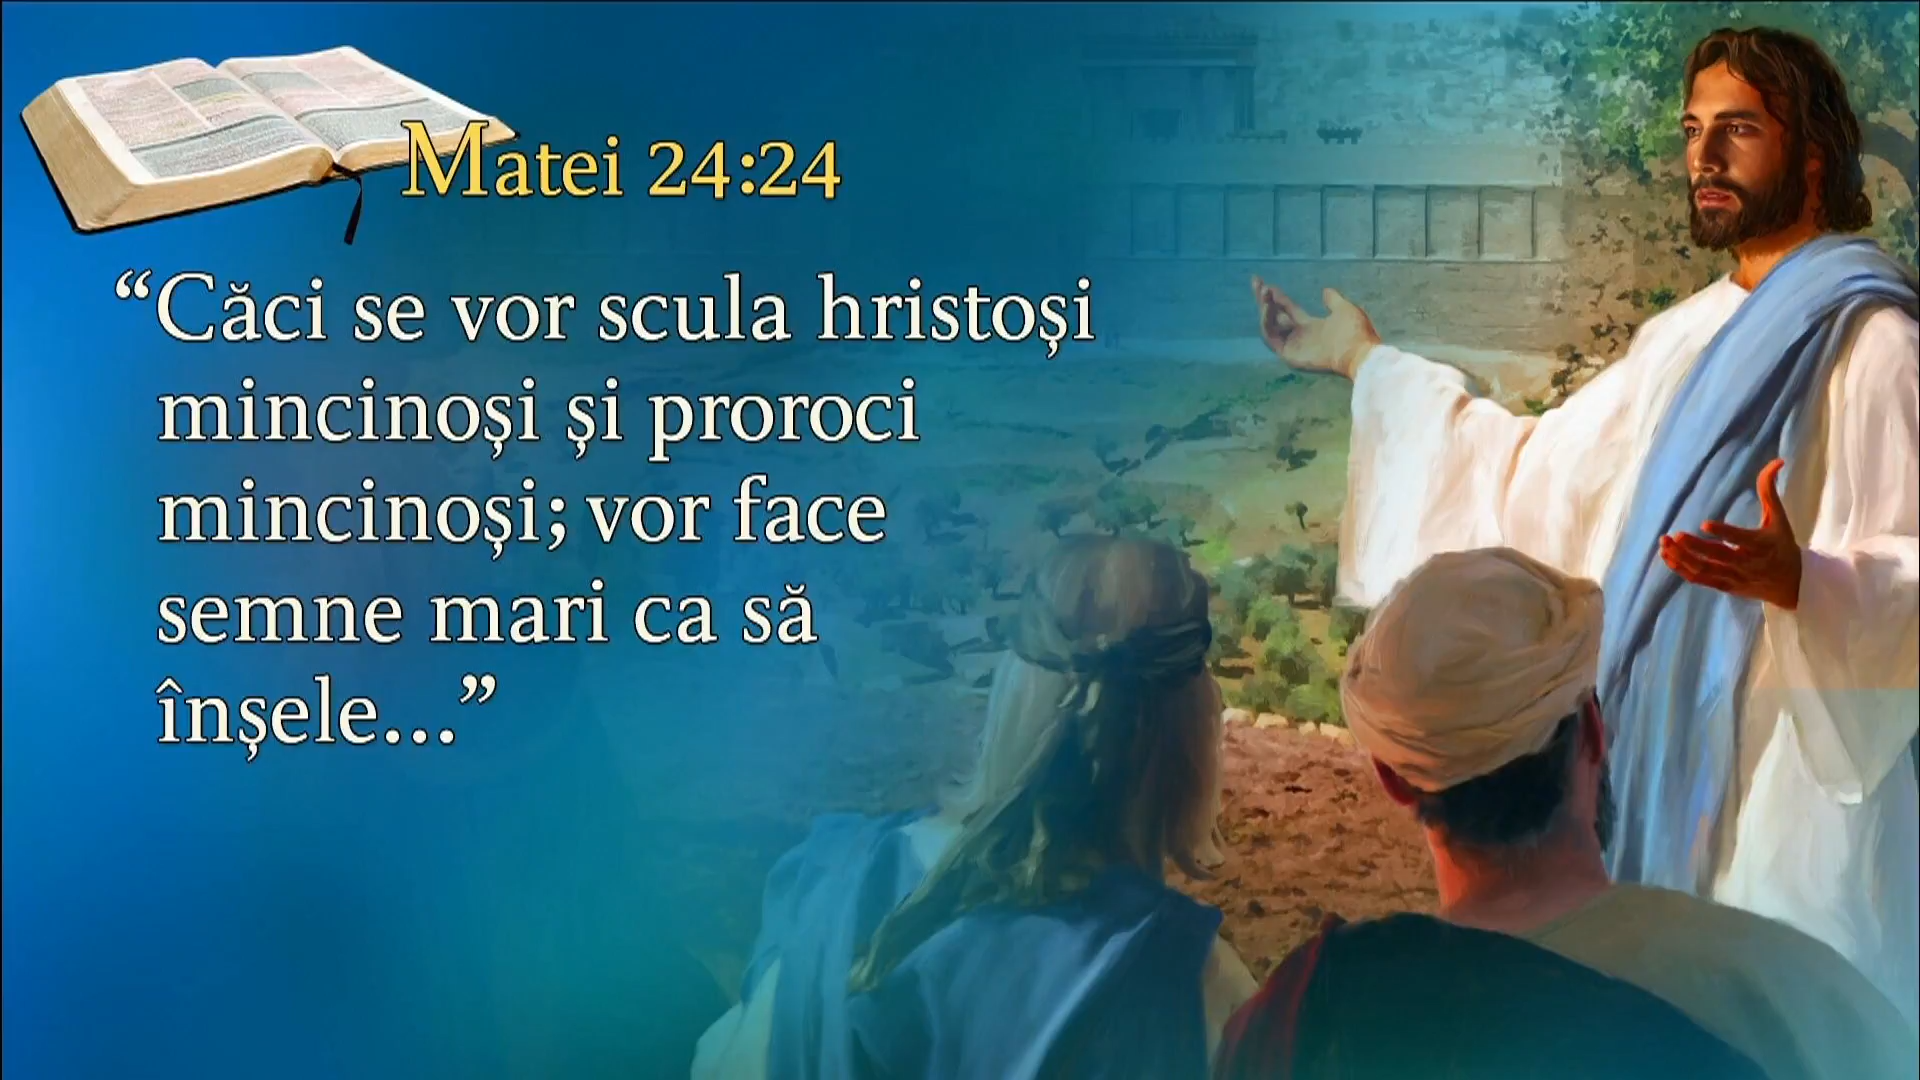 Matei 24:24
“Căci se vor scula hristoși
mincinoși și proroci
mincinoși; vor face
semne mari ca să
înșele...”